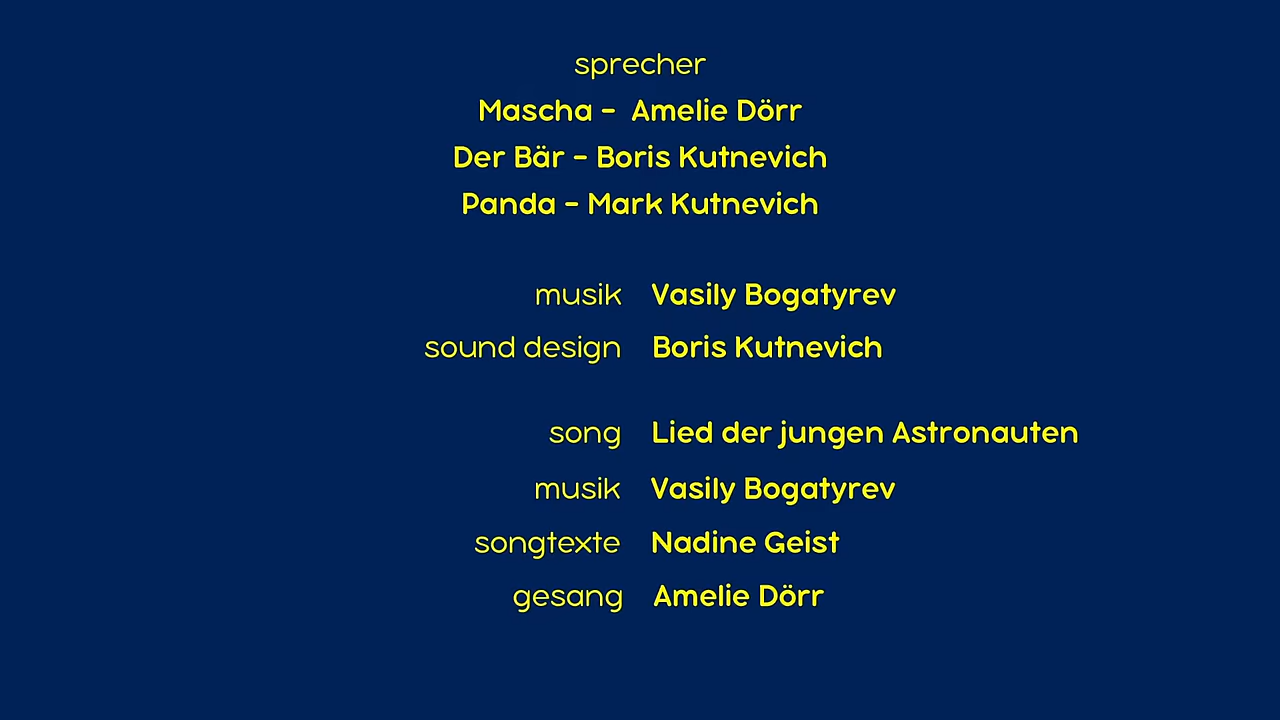 sprecher
Mascha - Amelie Dörr
Der Bär - Boris Kutnevich
Panda - Mark Kutnevich
musik Vasily Bogatyrev
sound design Boris Kutnevich
song Lied der jungen Astronauten
musik Vasily Bogatyrev
songtexte Nadine Geist
gesang Amelie Dörr